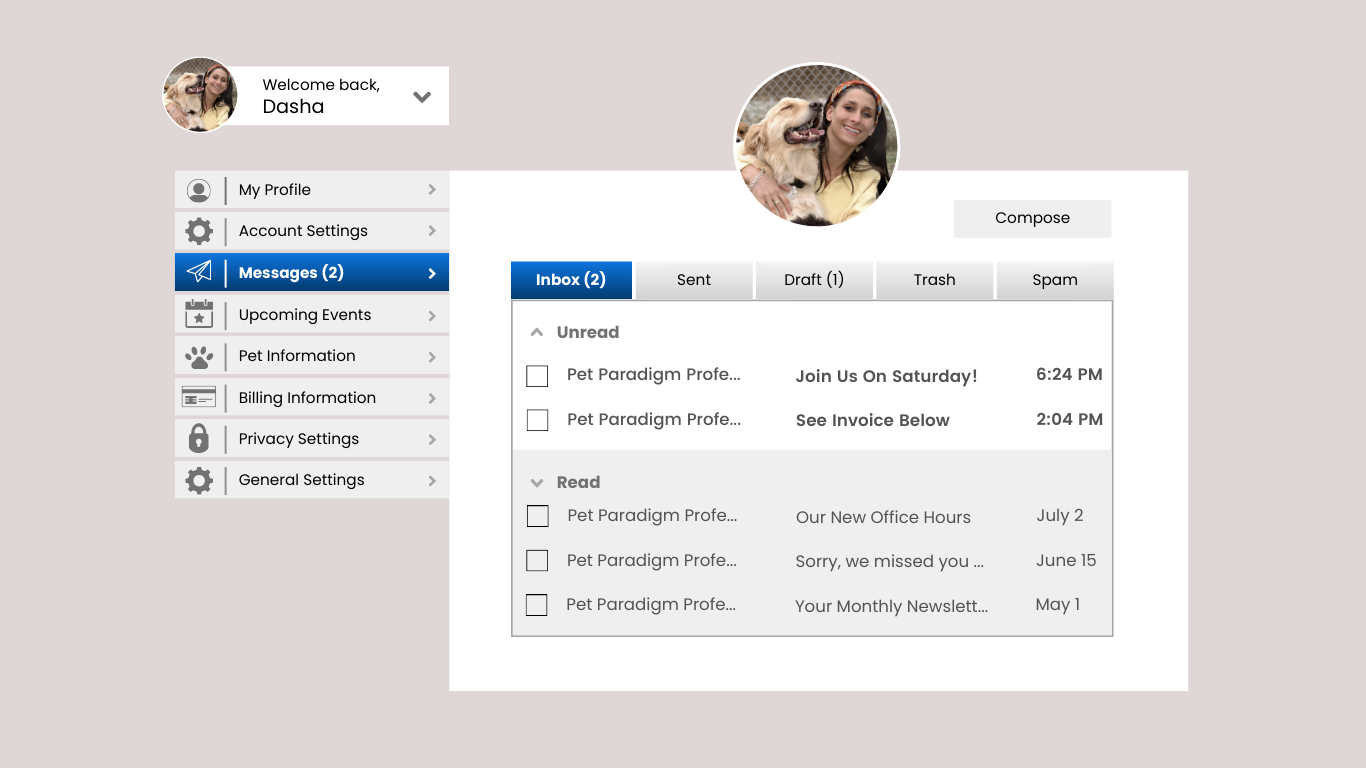 Welcome back,
Dasha
My Profile
Account Settings
Messages (2)
Upcoming Events
Pet Information
Billing Information
Privacy Settings
General Settings
Compose
Inbox (2) Sent Draft (1) Trash Spam
Unread
Pet Paradigm Profe... Join Us On Saturday! 6:24 PM
Pet Paradigm Profe... See Invoice Below 2:04 PM
Read
Pet Paradigm Profe... Our New Office Hours July 2
Pet Paradigm Profe... Sorry, we missed you ... June 15
Pet Paradigm Profe... Your Monthly Newslett... May 1